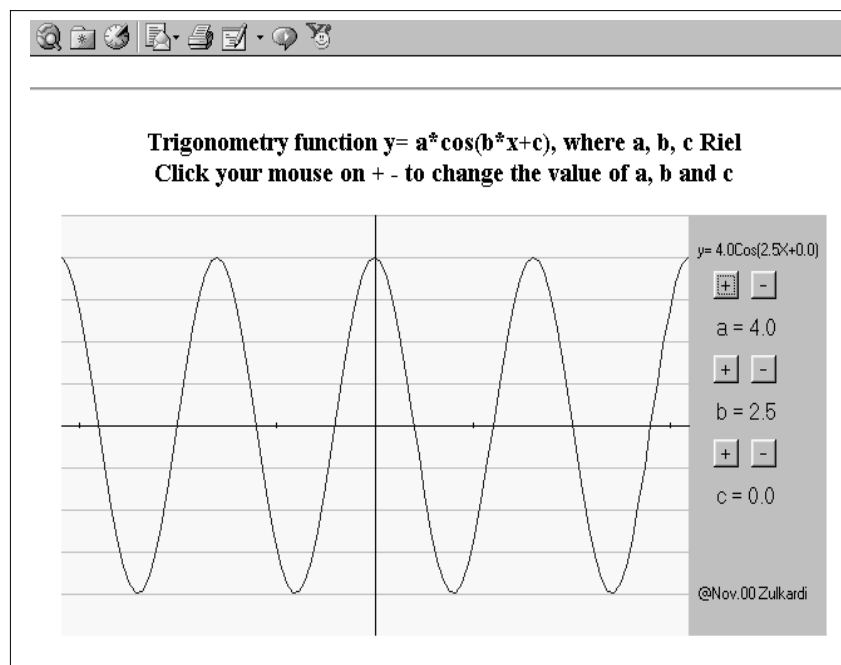 Trigonometry function y= a*cos(b*x+c), where a, b, c Riel
Click your mouse on + - to change the value of a, b and c
y= 4.0Cos(2.5X+0.0)
+ -
a = 4.0
+ -
b = 2.5
+ -
c = 0.0
@Nov.00 Zulkardi